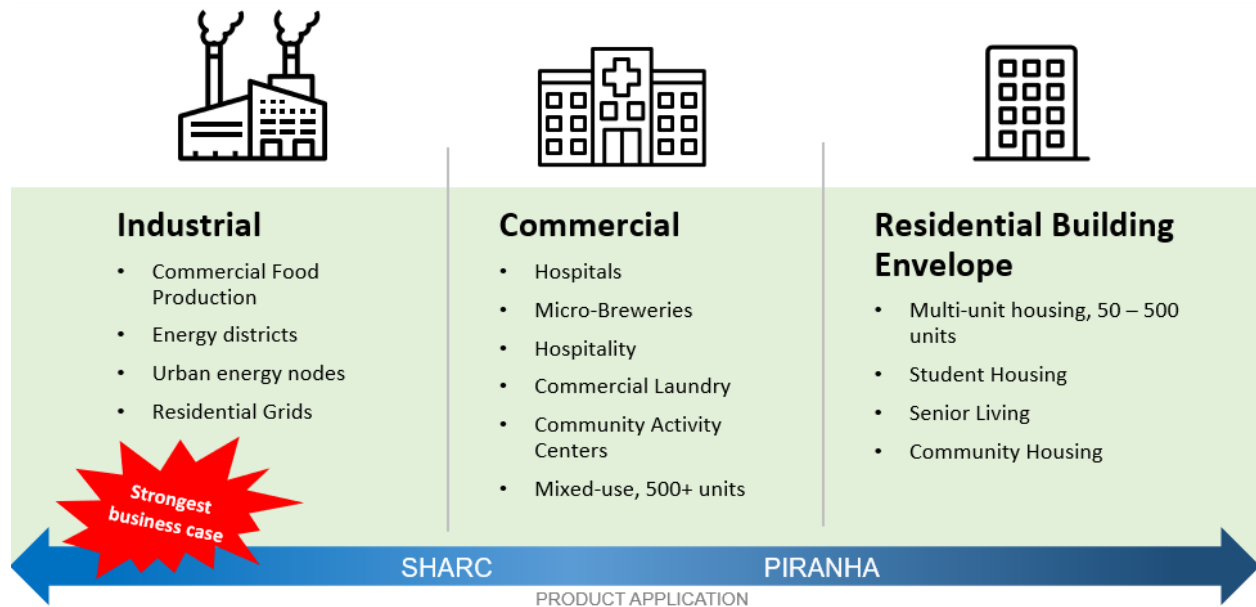 Industrial
• Commercial Food
Production
• Energy districts
• Urban energy nodes
• Residential Grids
Strongest
business case
Commercial
• Hospitals
• Micro-Breweries
• Hospitality
• Commercial Laundry
• Community Activity
Centers
• Mixed-use, 500+ units
Residential Building
Envelope
• Multi-unit housing, 50 – 500
units
• Student Housing
• Senior Living
• Community Housing
SHARC
PIRANHA
PRODUCT APPLICATION